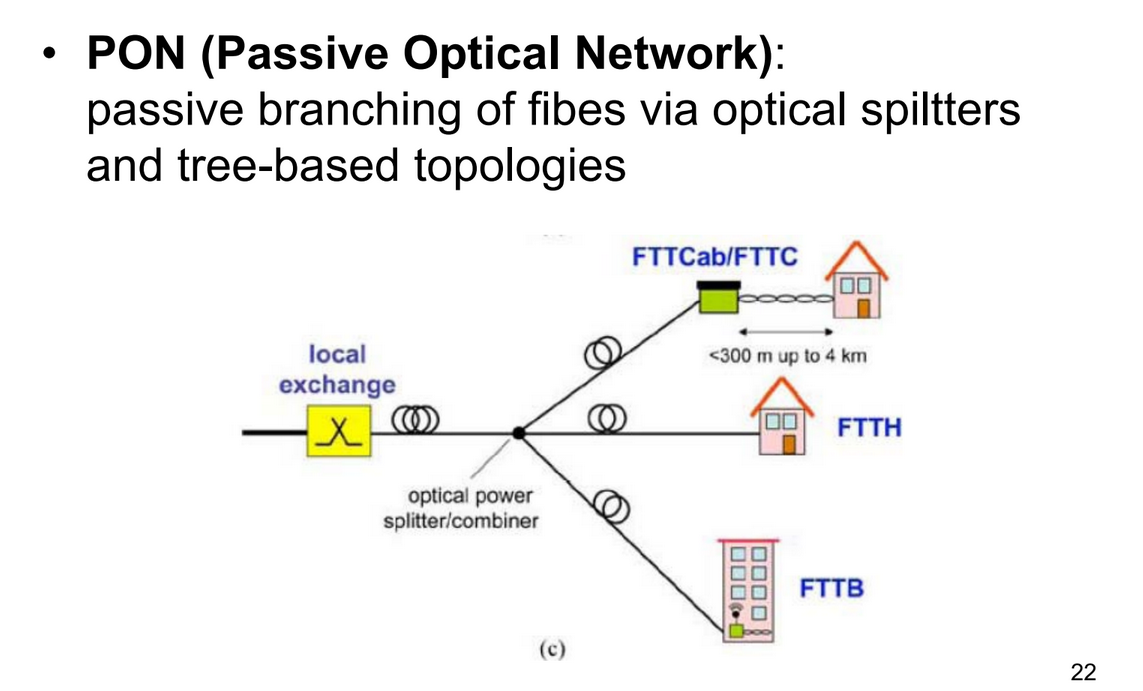 • PON (Passive Optical Network):
passive branching of fibes via optical spiltters
and tree-based topologies
FTTCab/FTTC
<300 m up to 4 km
local
exchange
FTTH
optical power
splitter/combiner
FTTB
(c)
22